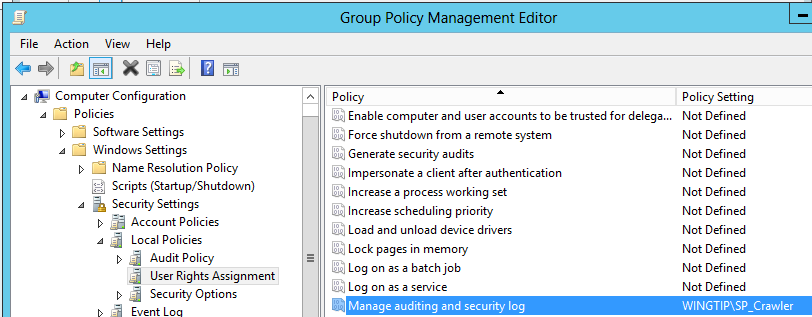 Group Policy Management Editor
File Action View Help
Computer Configuration
Policies
Software Settings
Windows Settings
Name Resolution Policy
Scripts (Startup/Shutdown)
Security Settings
Account Policies
Local Policies
Audit Policy
User Rights Assignment
Security Options
Event Log
Policy Policy Setting
Enable computer and user accounts to be trusted for delega... Not Defined
Force shutdown from a remote system Not Defined
Generate security audits Not Defined
Impersonate a client after authentication Not Defined
Increase a process working set Not Defined
Increase scheduling priority Not Defined
Load and unload device drivers Not Defined
Lock pages in memory Not Defined
Log on as a batch job Not Defined
Log on as a service Not Defined
Manage auditing and security log WINGTIP\SP_Crawler